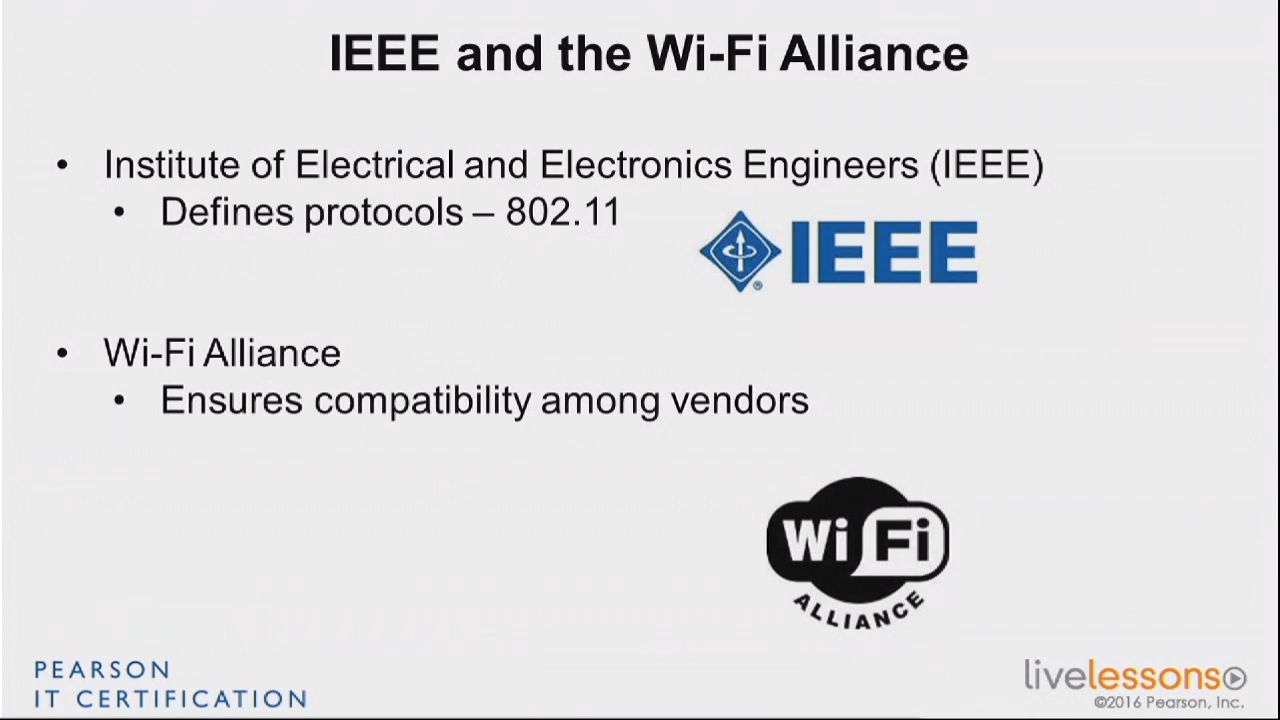 IEEE and the Wi-Fi Alliance
• Institute of Electrical and Electronics Engineers (IEEE)
• Defines protocols – 802.11
IEEE
®
• Wi-Fi Alliance
• Ensures compatibility among vendors
Wi Fi
ALLIANCE
PEARSON
IT CERTIFICATION
livelessons
©2016 Pearson, Inc.